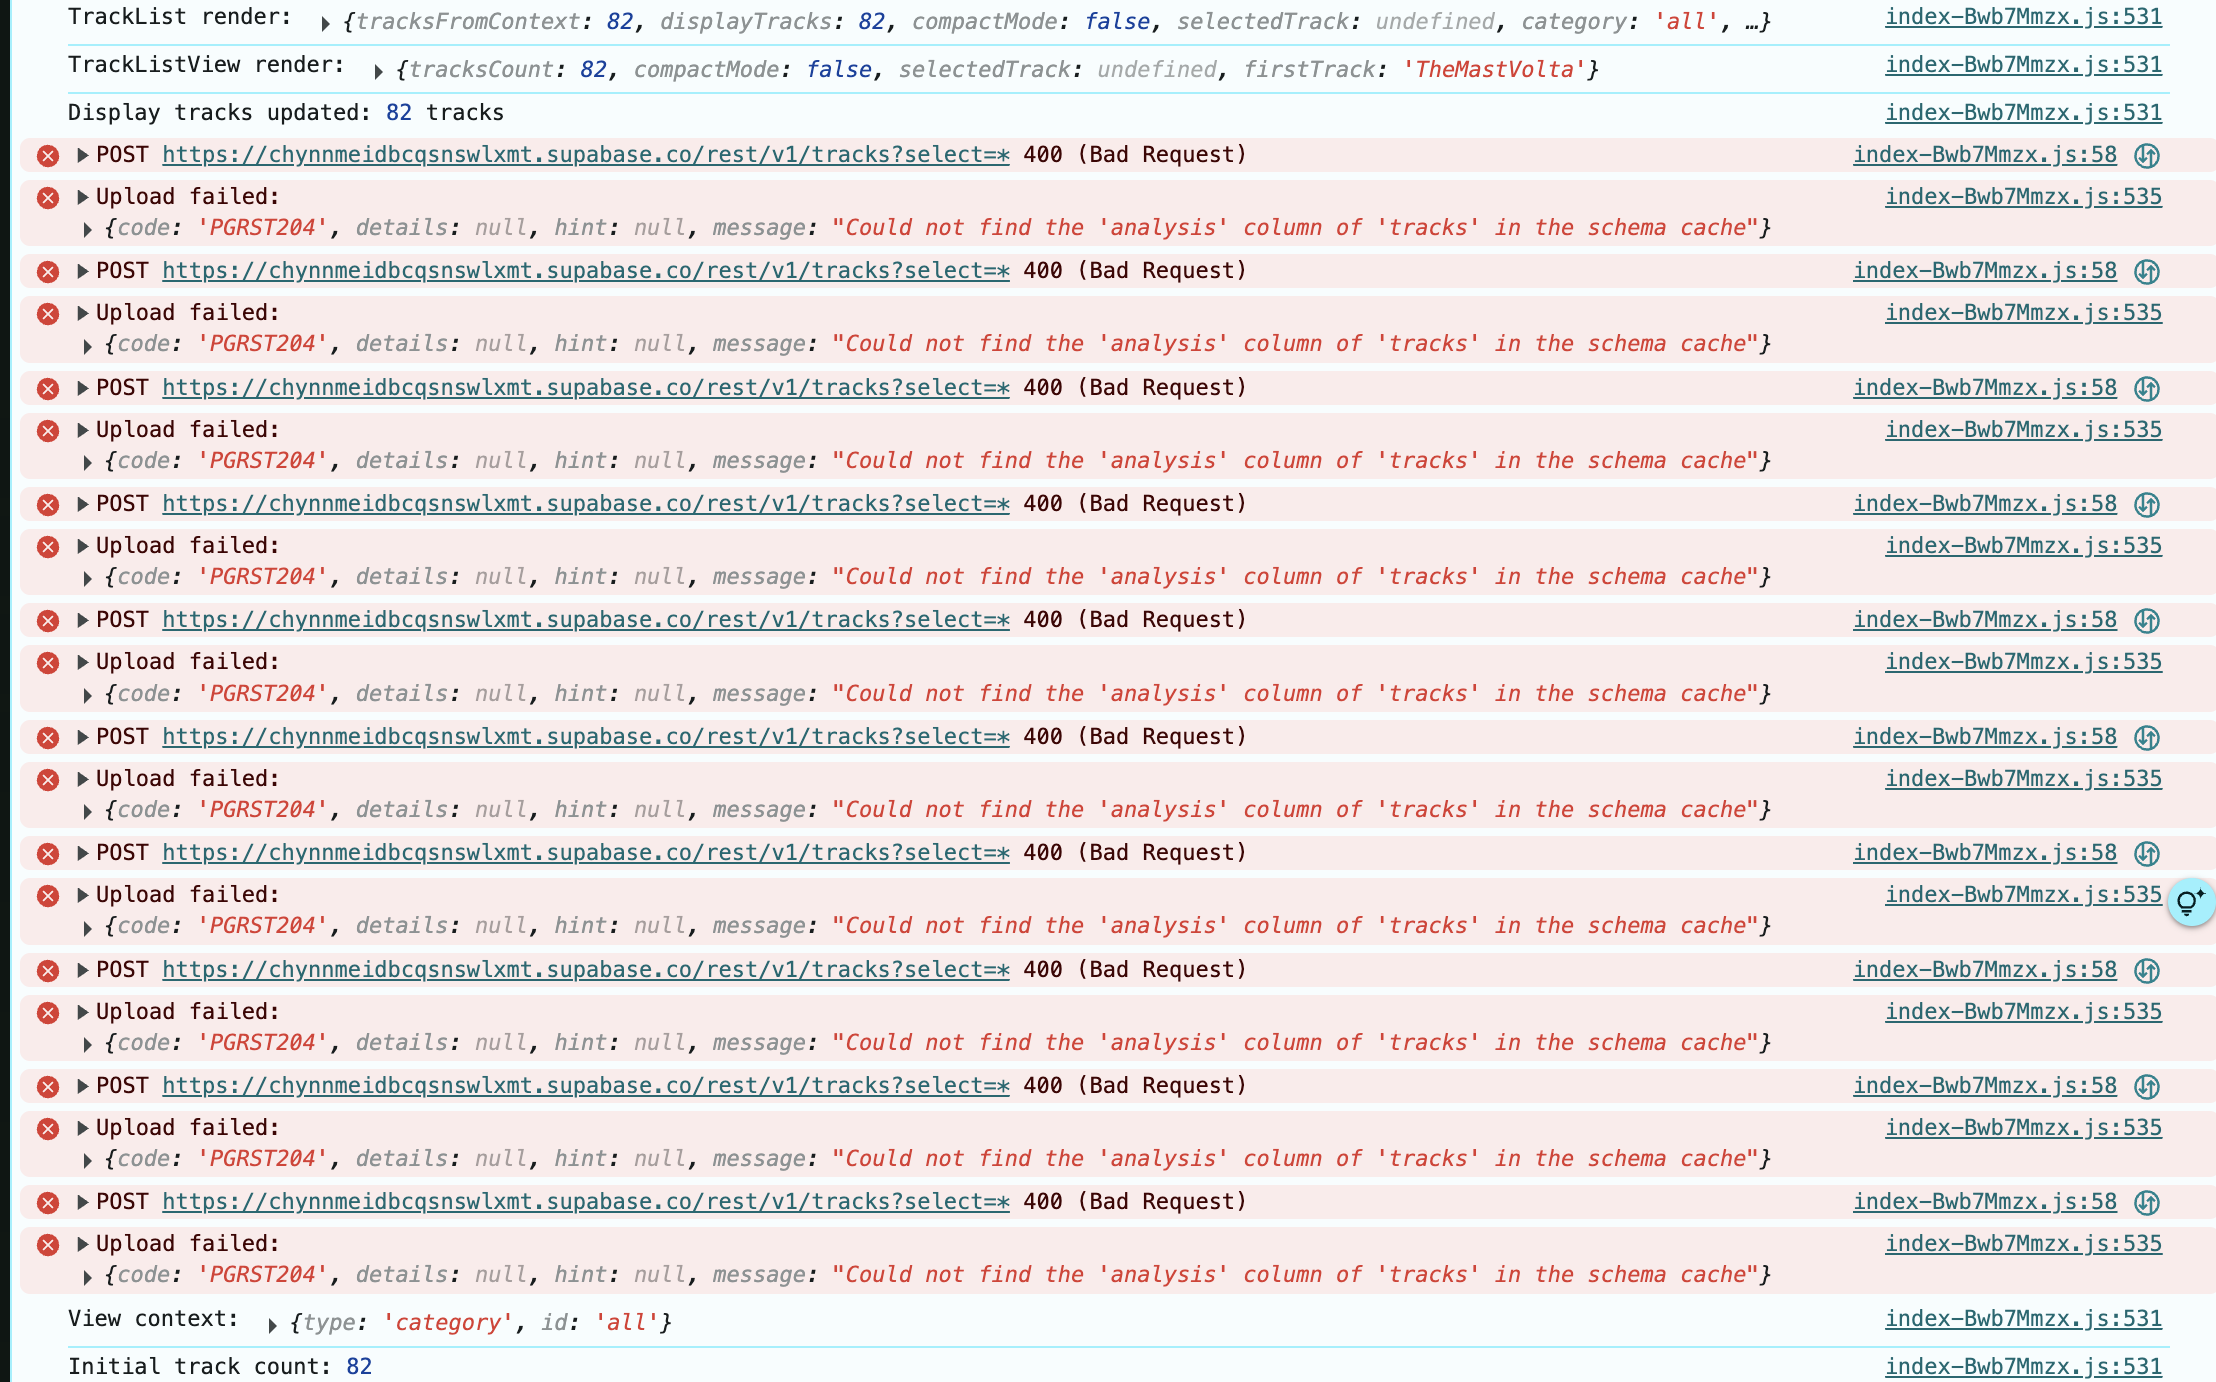 TrackList render: {tracksFromContext: 82, displayTracks: 82, compactMode: false, selectedTrack: undefined, category: 'all', …} index-Bwb7Mmzx.js:531
TrackListView render: {tracksCount: 82, compactMode: false, selectedTrack: undefined, firstTrack: 'TheMastVolta'} index-Bwb7Mmzx.js:531
Display tracks updated: 82 tracks index-Bwb7Mmzx.js:531
POST https://chynnmeidbcqsnswlxmt.supabase.co/rest/v1/tracks?select=* 400 (Bad Request) index-Bwb7Mmzx.js:58
Upload failed: index-Bwb7Mmzx.js:535
{code: 'PGRST204', details: null, hint: null, message: "Could not find the 'analysis' column of 'tracks' in the schema cache"}
POST https://chynnmeidbcqsnswlxmt.supabase.co/rest/v1/tracks?select=* 400 (Bad Request) index-Bwb7Mmzx.js:58
Upload failed: index-Bwb7Mmzx.js:535
{code: 'PGRST204', details: null, hint: null, message: "Could not find the 'analysis' column of 'tracks' in the schema cache"}
POST https://chynnmeidbcqsnswlxmt.supabase.co/rest/v1/tracks?select=* 400 (Bad Request) index-Bwb7Mmzx.js:58
Upload failed: index-Bwb7Mmzx.js:535
{code: 'PGRST204', details: null, hint: null, message: "Could not find the 'analysis' column of 'tracks' in the schema cache"}
POST https://chynnmeidbcqsnswlxmt.supabase.co/rest/v1/tracks?select=* 400 (Bad Request) index-Bwb7Mmzx.js:58
Upload failed: index-Bwb7Mmzx.js:535
{code: 'PGRST204', details: null, hint: null, message: "Could not find the 'analysis' column of 'tracks' in the schema cache"}
POST https://chynnmeidbcqsnswlxmt.supabase.co/rest/v1/tracks?select=* 400 (Bad Request) index-Bwb7Mmzx.js:58
Upload failed: index-Bwb7Mmzx.js:535
{code: 'PGRST204', details: null, hint: null, message: "Could not find the 'analysis' column of 'tracks' in the schema cache"}
POST https://chynnmeidbcqsnswlxmt.supabase.co/rest/v1/tracks?select=* 400 (Bad Request) index-Bwb7Mmzx.js:58
Upload failed: index-Bwb7Mmzx.js:535
{code: 'PGRST204', details: null, hint: null, message: "Could not find the 'analysis' column of 'tracks' in the schema cache"}
POST https://chynnmeidbcqsnswlxmt.supabase.co/rest/v1/tracks?select=* 400 (Bad Request) index-Bwb7Mmzx.js:58
Upload failed: index-Bwb7Mmzx.js:535
{code: 'PGRST204', details: null, hint: null, message: "Could not find the 'analysis' column of 'tracks' in the schema cache"}
POST https://chynnmeidbcqsnswlxmt.supabase.co/rest/v1/tracks?select=* 400 (Bad Request) index-Bwb7Mmzx.js:58
Upload failed: index-Bwb7Mmzx.js:535
{code: 'PGRST204', details: null, hint: null, message: "Could not find the 'analysis' column of 'tracks' in the schema cache"}
POST https://chynnmeidbcqsnswlxmt.supabase.co/rest/v1/tracks?select=* 400 (Bad Request) index-Bwb7Mmzx.js:58
Upload failed: index-Bwb7Mmzx.js:535
{code: 'PGRST204', details: null, hint: null, message: "Could not find the 'analysis' column of 'tracks' in the schema cache"}
POST https://chynnmeidbcqsnswlxmt.supabase.co/rest/v1/tracks?select=* 400 (Bad Request) index-Bwb7Mmzx.js:58
Upload failed: index-Bwb7Mmzx.js:535
{code: 'PGRST204', details: null, hint: null, message: "Could not find the 'analysis' column of 'tracks' in the schema cache"}
View context: {type: 'category', id: 'all'} index-Bwb7Mmzx.js:531
Initial track count: 82 index-Bwb7Mmzx.js:531